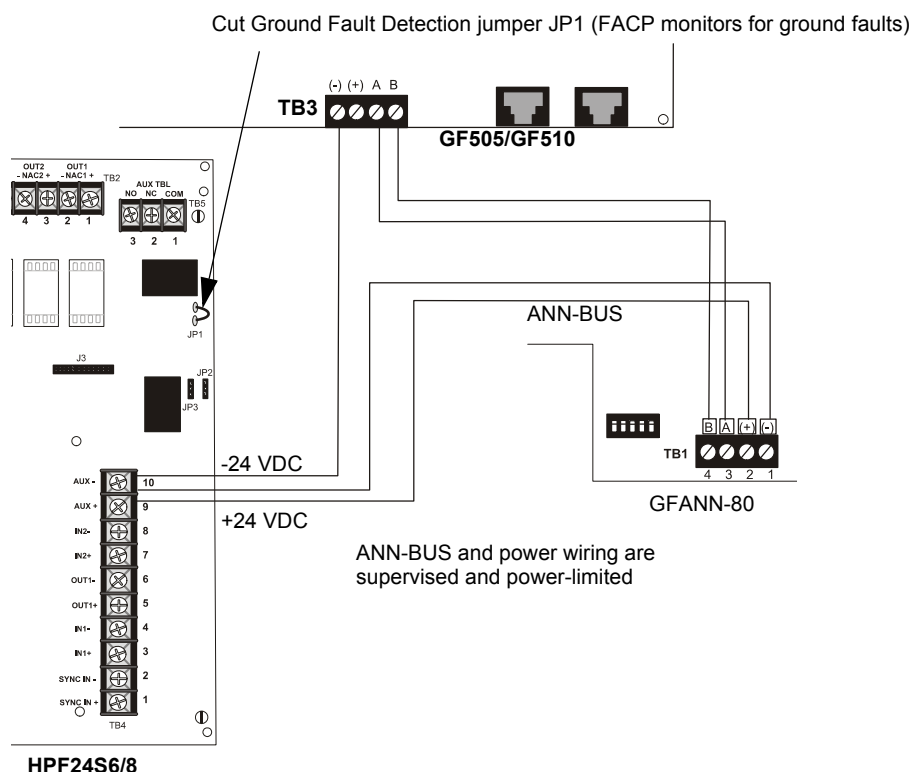 Cut Ground Fault Detection jumper JP1 (FACP monitors for ground faults)
(-) (+) A B
TB3
GF505/GF510
OUT2 OUT1
- NAC2 + - NAC1 +
TB2
4 3 2 1
AUX TBL
NO NC COM
TB5
3 2 1
JP1
J3
JP2
JP3
ANN-BUS
B A (+) (-)
TB1
4 3 2 1
GFANN-80
-24 VDC
+24 VDC
AUX - 10
AUX + 9
IN2- 8
IN2+ 7
OUT1- 6
OUT1+ 5
IN1- 4
IN1+ 3
SYNC IN - 2
SYNC IN + 1
TB4
ANN-BUS and power wiring are
supervised and power-limited
HPF24S6/8